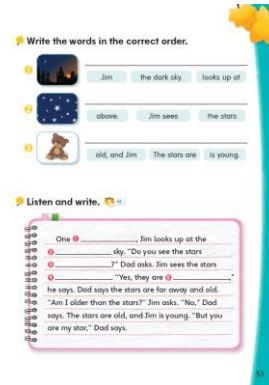 Write the words in the correct order.
1
Jim the dark sky. looks up at
2
above. Jim sees the stars
3
old, and Jim The stars are is young.
Listen and write.
One 1 ____________, Jim looks up at the
2 ____________ sky. "Do you see the stars
3 ____________?" Dad asks. Jim sees the stars
4 ____________. "Yes, they are 5 ____________,"
he says. Dad says the stars are far away and old.
"Am I older than the stars?" Jim asks. "No," Dad
says. The stars are old, and Jim is young. "But you
are my star," Dad says.
53